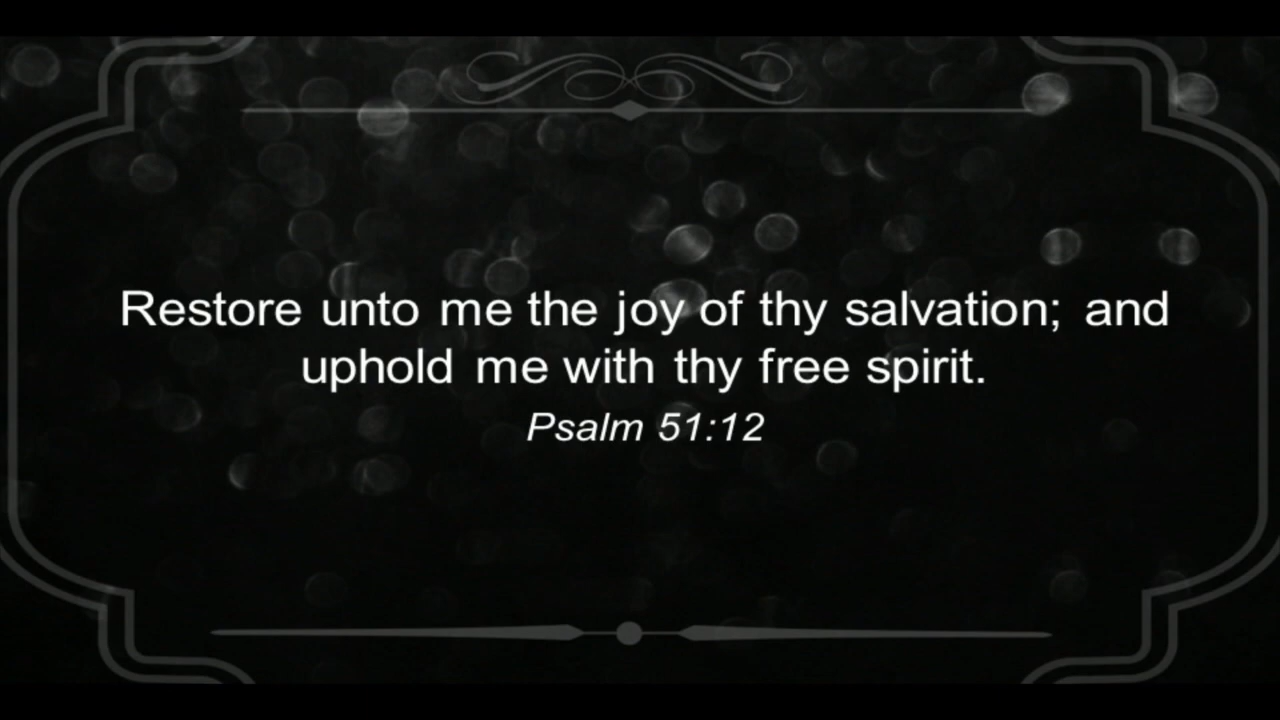 Restore unto me the joy of thy salvation; and
uphold me with thy free spirit.
Psalm 51:12